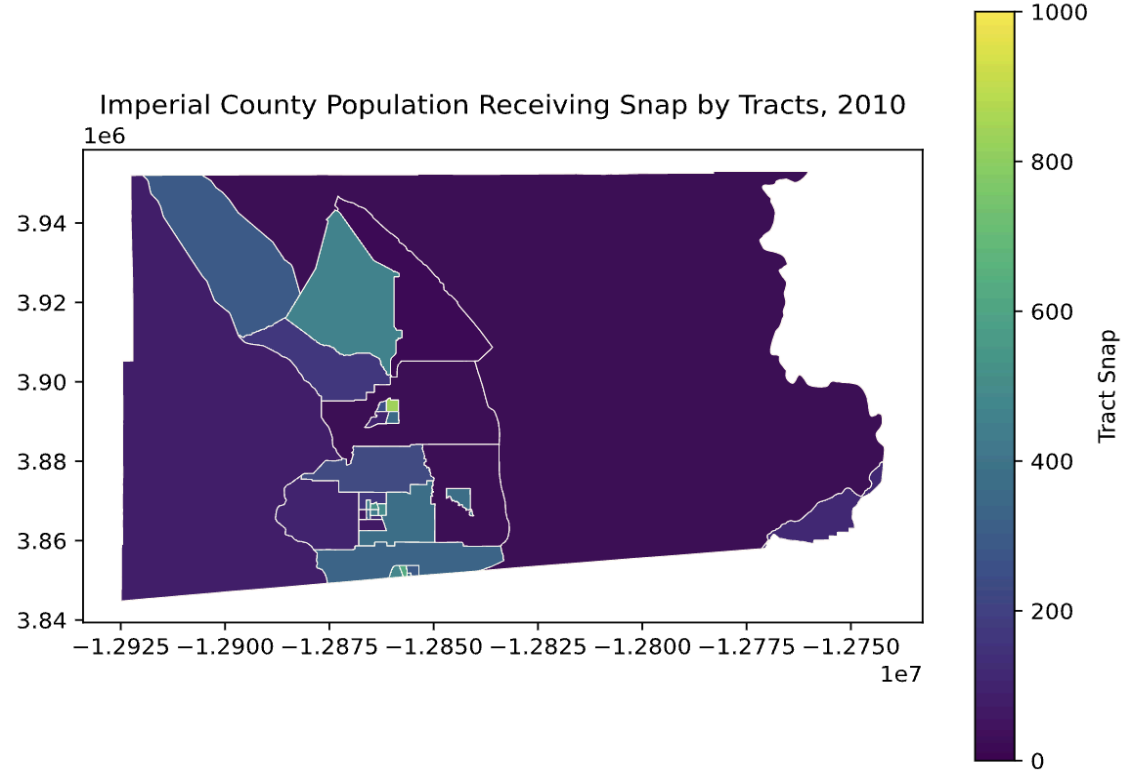 Imperial County Population Receiving Snap by Tracts, 2010
1e6
3.94
3.92
3.90
3.88
3.86
3.84
−1.2925 −1.2900 −1.2875 −1.2850 −1.2825 −1.2800 −1.2775 −1.2750
1e7
1000
800
600
400
200
0
Tract Snap